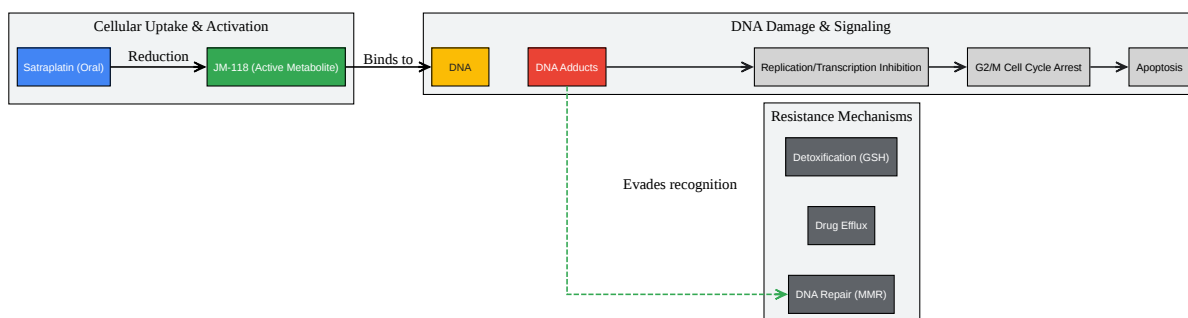 Cellular Uptake & Activation
Satraplatin (Oral)
Reduction
JM-118 (Active Metabolite)
Binds to
DNA Damage & Signaling
DNA
DNA Adducts
Replication/Transcription Inhibition
G2/M Cell Cycle Arrest
Apoptosis
Evades recognition
Resistance Mechanisms
Detoxification (GSH)
Drug Efflux
DNA Repair (MMR)